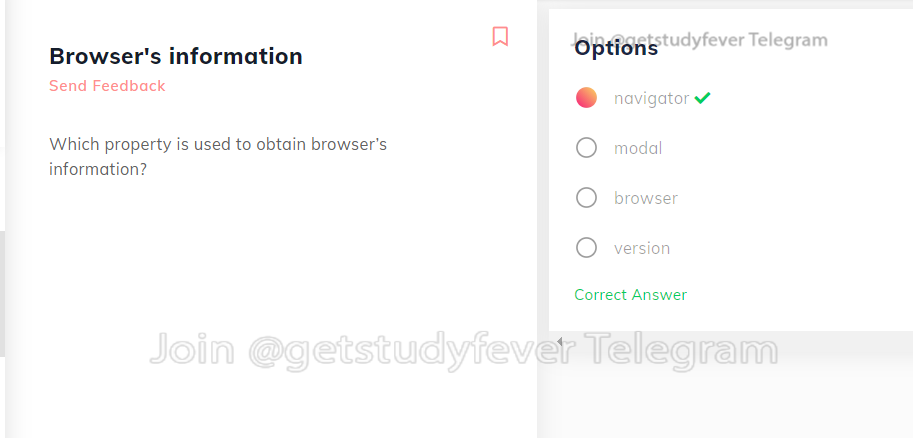 Browser's information
Send Feedback
Which property is used to obtain browser's
information?
Join @getstudyfever Telegram
Options
navigator
modal
browser
version
Correct Answer
Join @getstudyfever Telegram